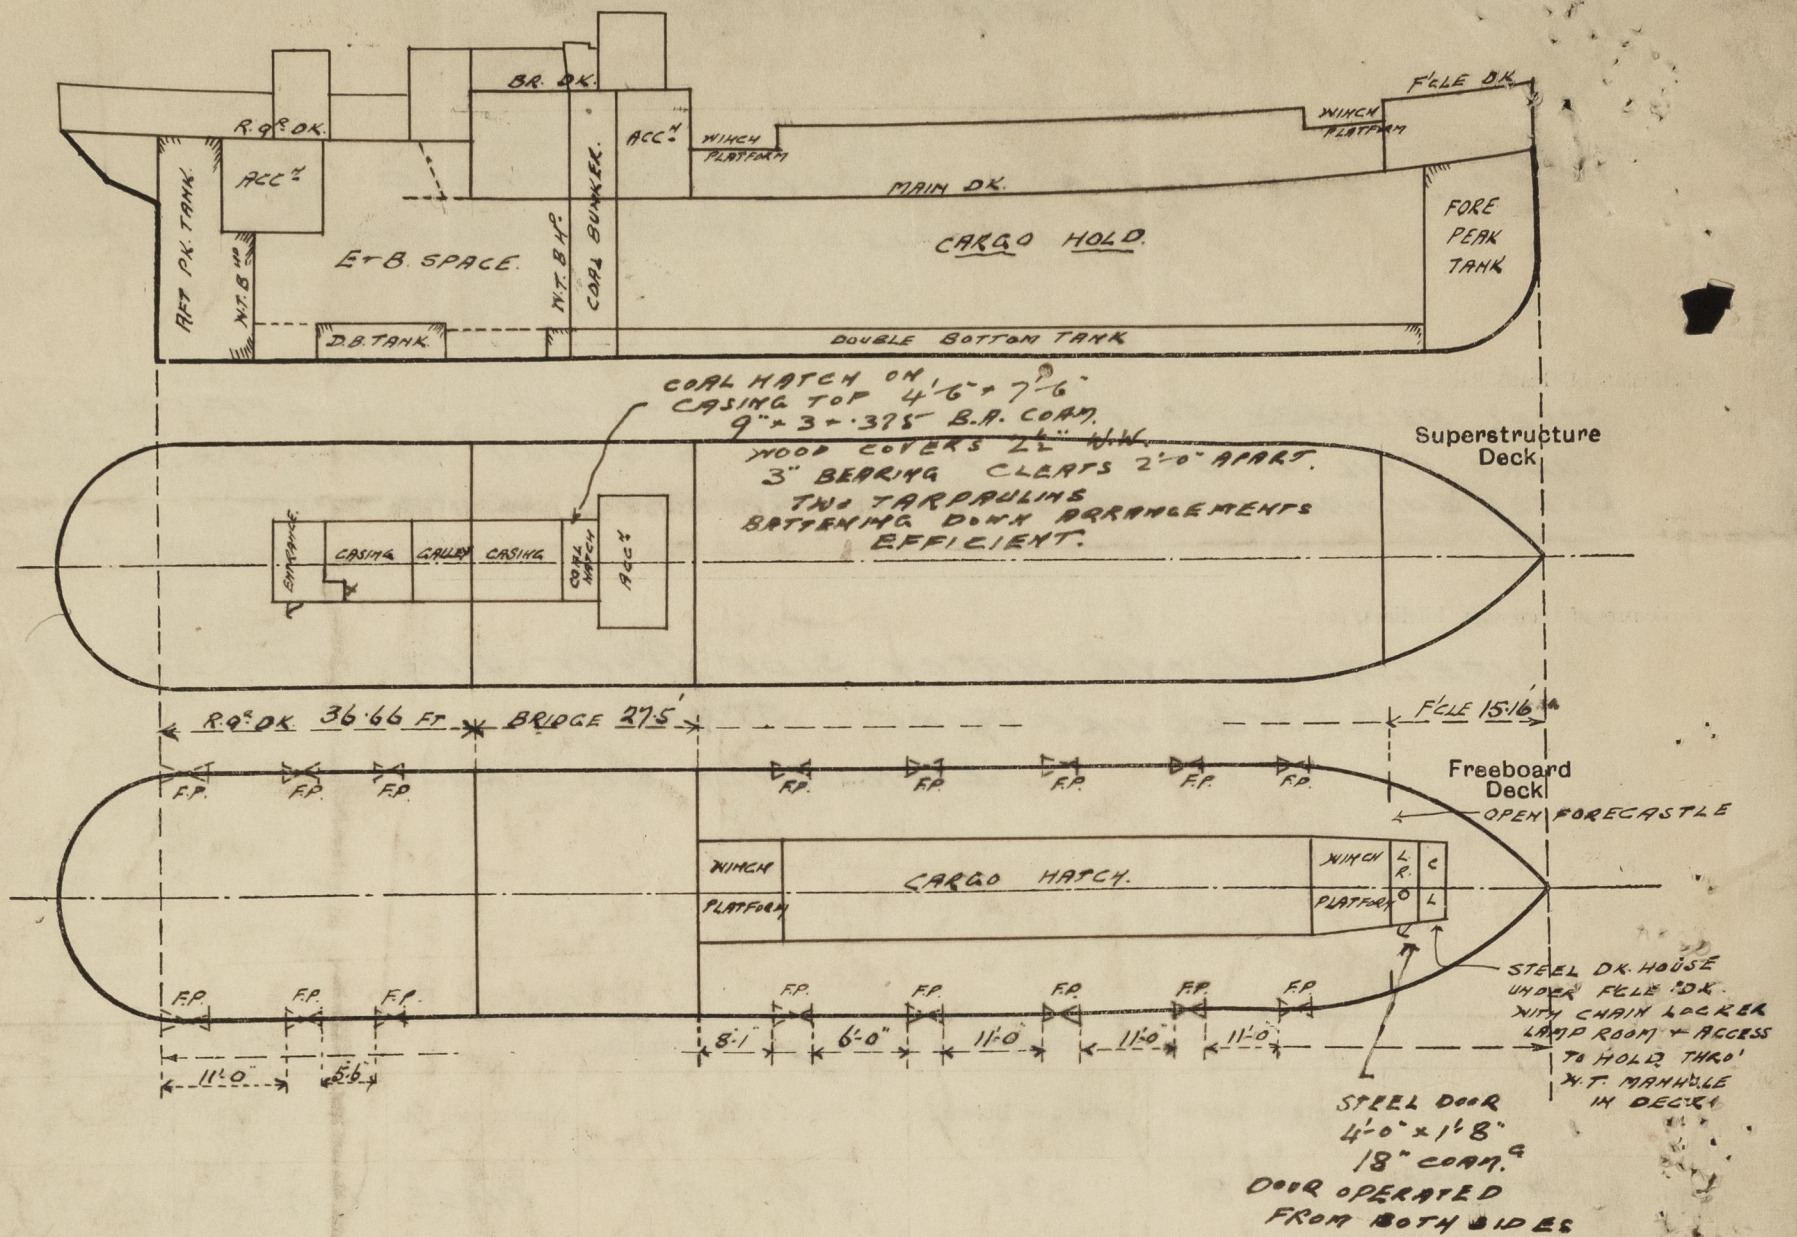 BR. DK.
F'CLE DK.
R. Qᴿ DK.
ACCᴺ
WINCH
PLATFORM
WINCH
PLATFORM
ACCᴺ
MAIN DK.
AFT PK. TANK.
W.T. BHD
E+B. SPACE.
W.T. BHD.
COAL BUNKER.
CARGO HOLD.
FORE
PEAK
TANK
D.B. TANK.
DOUBLE BOTTOM TANK
COAL HATCH ON
CASING TOP 4'-6" × 7'-6"
9" × 3 × .375 B.A. COAM.
WOOD COVERS 2½" W.W.
3" BEARING CLEATS 2'-0" APART.
TWO TARPAULINS
BATTENING DOWN ARRANGEMENTS
EFFICIENT.
Superstructure
Deck
ENTRANCE.
CASING
GALLEY
CASING
COAL
HATCH
ACCᴺ
R. Qᴿ DK. 36.66 FT
BRIDGE 27.5'
F'CLE 15.16'
F.P. F.P. F.P. F.P. F.P. F.P. F.P. F.P.
Freeboard
Deck
OPEN FORECASTLE
WINCH
PLATFORM
CARGO HATCH.
WINCH
PLATFORM
L.
R.
O
C
L
F.P. F.P. F.P. F.P. F.P. F.P. F.P. F.P.
STEEL DK. HOUSE
UNDER F'CLE DK.
WITH CHAIN LOCKER
LAMP ROOM + ACCESS
TO HOLD THRO'
W.T. MANHOLE
IN DECK
8'-1 6'-0" 11'-0 11'-0" 11'-0"
11'-0" 5'-6
STEEL DOOR
4'-0" × 1'-8"
18" COAM.ᴳ
DOOR OPERATED
FROM BOTH SIDES